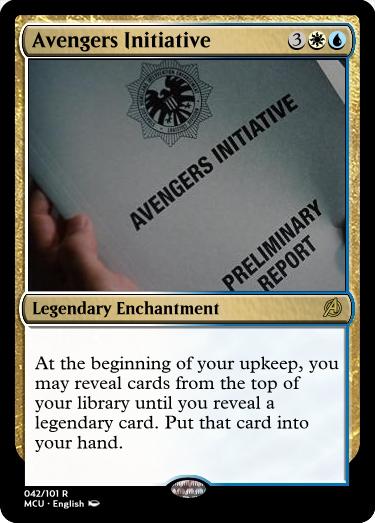 Avengers Initiative 3
AVENGERS INITIATIVE
PRELIMINARY
REPORT
Legendary Enchantment
At the beginning of your upkeep, you
may reveal cards from the top of
your library until you reveal a
legendary card. Put that card into
your hand.
042/101 R
MCU • English